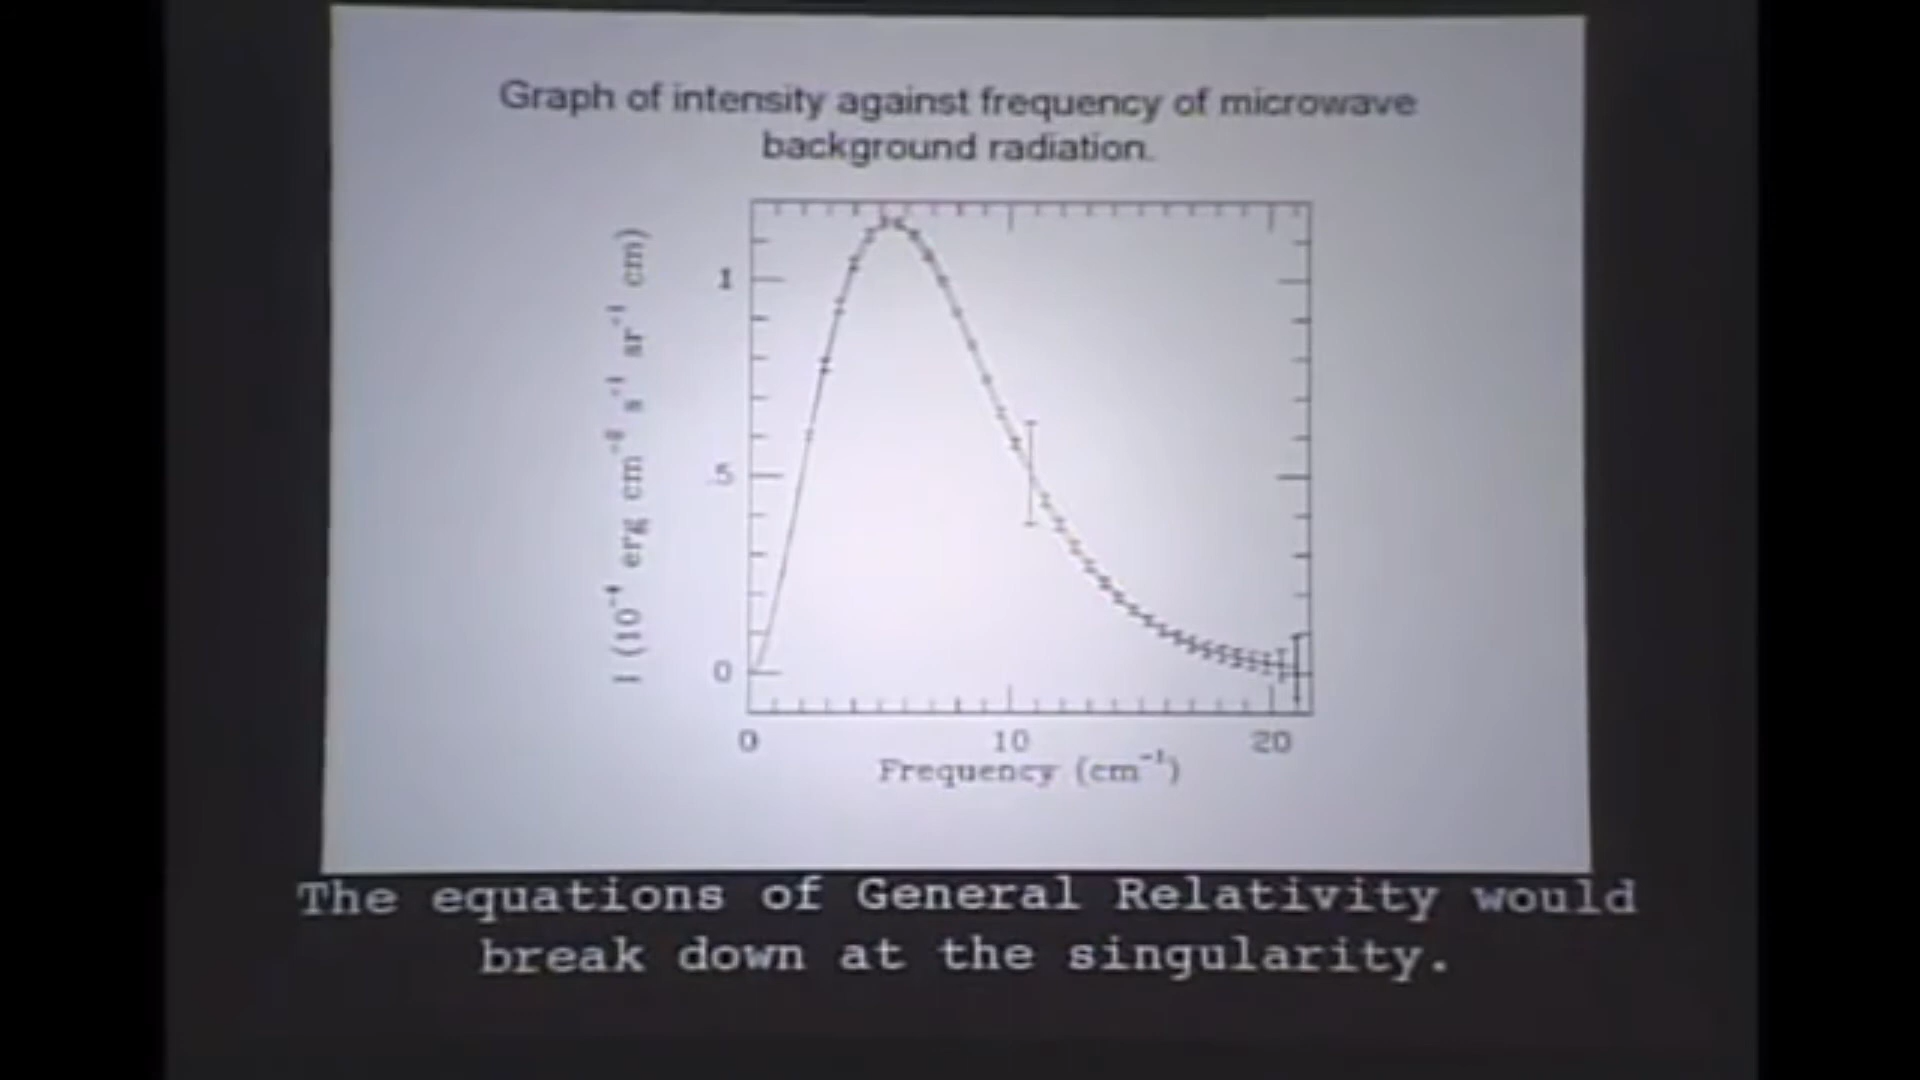 Graph of intensity against frequency of microwave
background radiation.
I (10⁻⁴ erg cm⁻² s⁻¹ sr⁻¹ cm)
1
.5
0
0 10 20
Frequency (cm⁻¹)
The equations of General Relativity would
break down at the singularity.